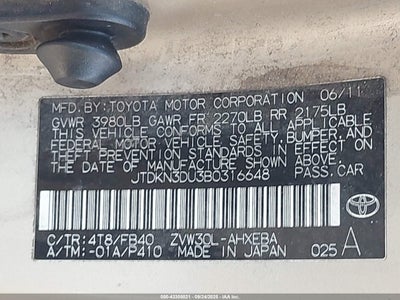 MFD. BY: TOYOTA MOTOR CORPORATION 06/11
GVWR 3980LB GAWR FR 2270LB RR 2175LB
THIS VEHICLE CONFORMS TO ALL APPLICABLE
FEDERAL MOTOR VEHICLE SAFETY, BUMPER, AND
THEFT PREVENTION STANDARDS IN EFFECT ON THE
DATE OF MANUFACTURE SHOWN ABOVE.
JTDKN3DU3B0316648 PASS.CAR
C/TR: 4T8/FB40 ZVW30L-AHXEBA
A/TM: -01A/P410 MADE IN JAPAN 025 A
TOYOTA